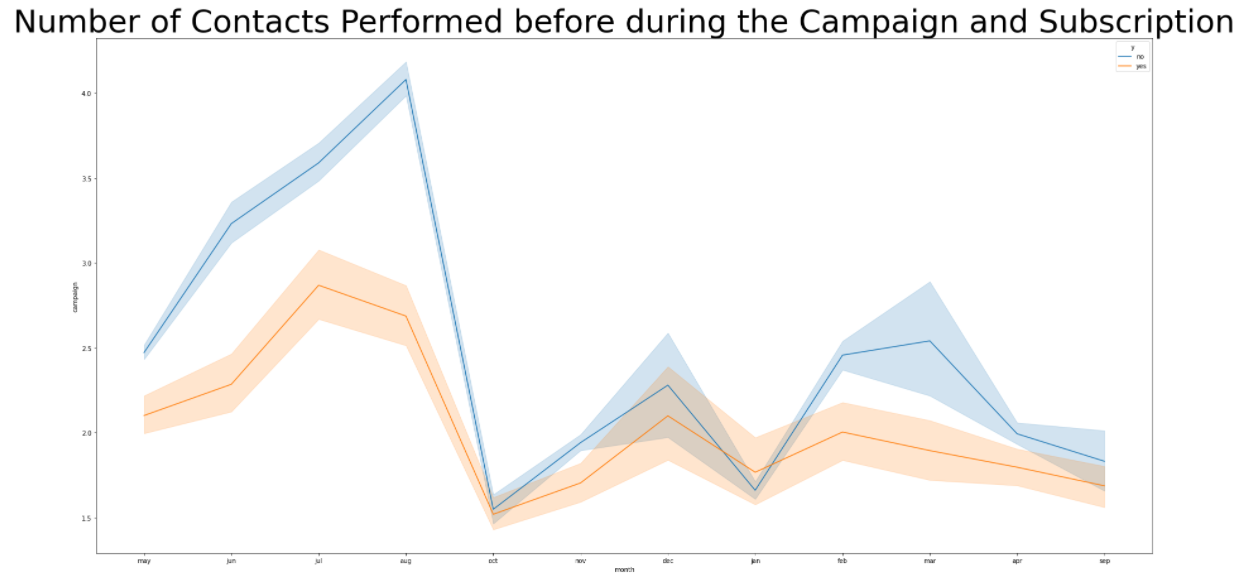 Number of Contacts Performed before during the Campaign and Subscription
y
no
yes
4.0
3.5
3.0
campaign
2.5
2.0
1.5
may jun jul aug oct nov dec jan feb mar apr sep
month